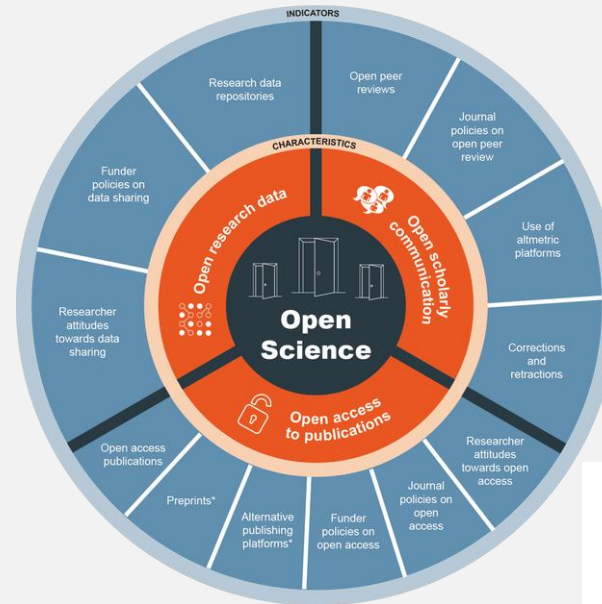 INDICATORS
Research data
repositories
Open peer
reviews
Journal
policies on
open peer
review
Funder
policies on
data sharing
CHARACTERISTICS
Open research data
Open scholarly
communication
Use of
altmetric
platforms
Researcher
attitudes
towards data
sharing
Open
Science
Corrections
and
retractions
Open access
to publications
Open access
publications
Preprints*
Alternative
publishing
platforms*
Funder
policies on
open access
Journal
policies on
open
access
Researcher
attitudes
towards open
access